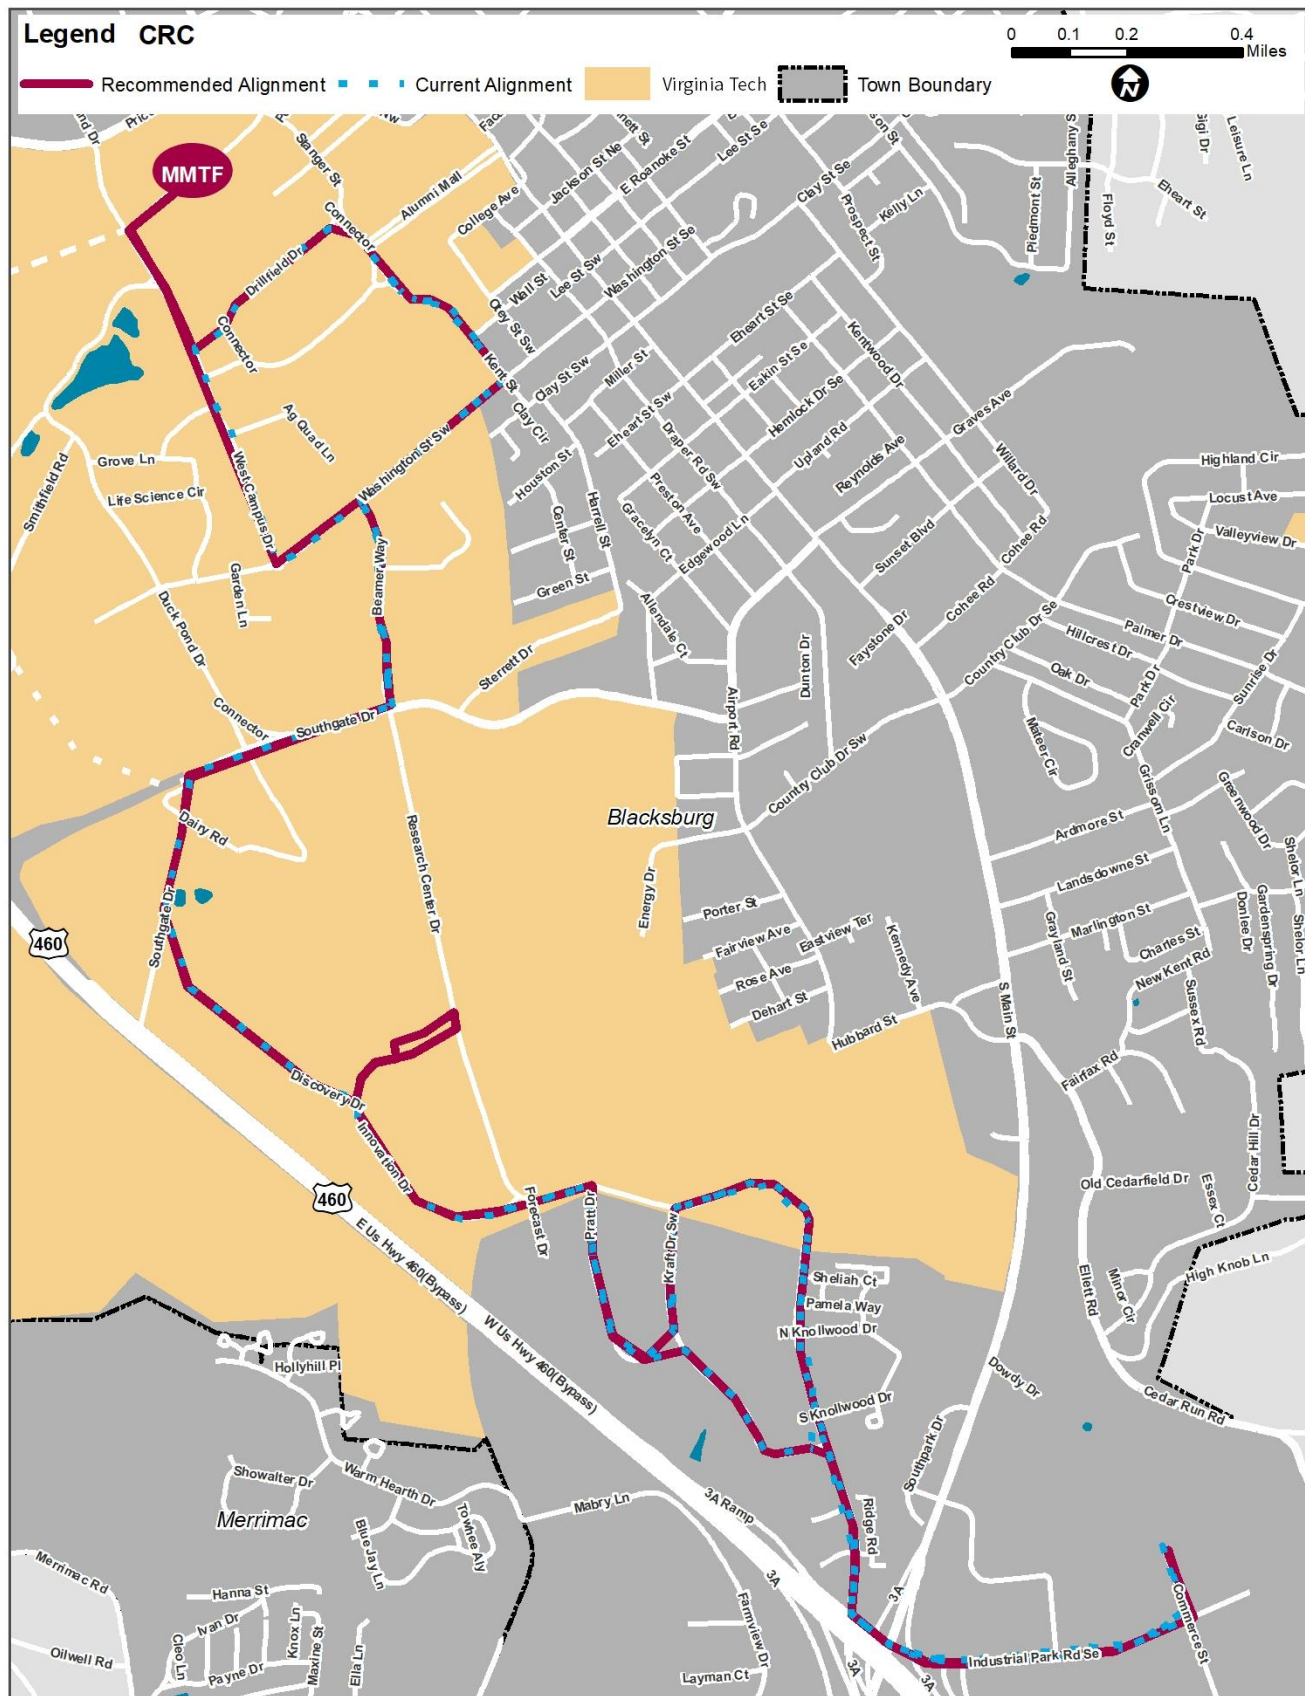 Legend CRC
0 0.1 0.2 0.4
Miles
Recommended Alignment
Current Alignment
Virginia Tech
Town Boundary
N
MMTF
Stanger St
Alumni Mall
College Ave
Jackson St Ne
E Roanoke St
Lee St Se
Clay St Se
Prospect St
Kelly Ln
Piedmont St
Alleghany S
Floyd St
Gigi Dr
Leisure Ln
Eheart St
Connector
Drillfield Dr
Connector
Otey St Sw
Wall St
Lee St Sw
Washington St Se
Kent St
Clay St Sw
Clay Cir
Miller St
Eheart St Se
Eakin St Se
Kentwood Dr
Hemlock Dr Se
Graves Ave
Upland Rd
Reynolds Ave
Willard Dr
Eheart St Sw
Draper Rd Sw
Preston Ave
Gracelyn Ct
Edgewood Ln
Houston St
Center St
Harrell St
Green St
Sunset Blvd
Cohee Rd
Cohee Rd
Highland Cir
Locust Ave
Valleyview Dr
Park Dr
Crestview Dr
Palmer Dr
Hillcrest Dr
Oak Dr
Park Dr
Sunrise Dr
Cranwell Cir
Carlson Dr
Mateer Cir
Country Club Dr Se
Faystone Dr
Dunton Dr
Allendale Ct
Airport Rd
Country Club Dr Sw
Ag Quad Ln
West Campus Dr
Washington St Sw
Grove Ln
Life Science Cir
Smithfield Rd
Garden Ln
Duck Pond Dr
Beamer Way
Sterrett Dr
Connector
Southgate Dr
Dairy Rd
Southgate Dr
Research Center Dr
Blacksburg
Energy Dr
Porter St
Fairview Ave
Eastview Ter
Rose Ave
Dehart St
Kennedy Ave
Hubbard St
S Main St
Ardmore St
Landsdowne St
Marlington St
Grayland St
Charles St
New Kent Rd
Sussex Rd
Grissom Ln
Greenwood Dr
Shelor Ln
Shelor Ln
Gardenspring Dr
Donlee Dr
Fairfax Rd
Cedar Hill Dr
Essex Ct
Old Cedarfield Dr
High Knob Ln
Minor Cir
Ellett Rd
Cedar Run Rd
460
460
Discovery Dr
Innovation Dr
E Us Hwy 460(Bypass)
W Us Hwy 460(Bypass)
Forecast Dr
Pratt Dr
Kraft Dr Sw
Sheliah Ct
Pamela Way
N Knollwood Dr
S Knollwood Dr
Dowdy Dr
Southpark Dr
Ridge Rd
3A Ramp
3A
3A
3A
3A
Industrial Park Rd Se
Commerce St
Hollyhill Pl
Showalter Dr
Warm Hearth Dr
Mabry Ln
Towhee Aly
Blue Jay Ln
Merrimac
Merrimac Rd
Hanna St
Ivan Dr
Knox Ln
Maxine St
Cleo Ln
Payne Dr
Ella Ln
Oilwell Rd
Farmview Dr
Layman Ct